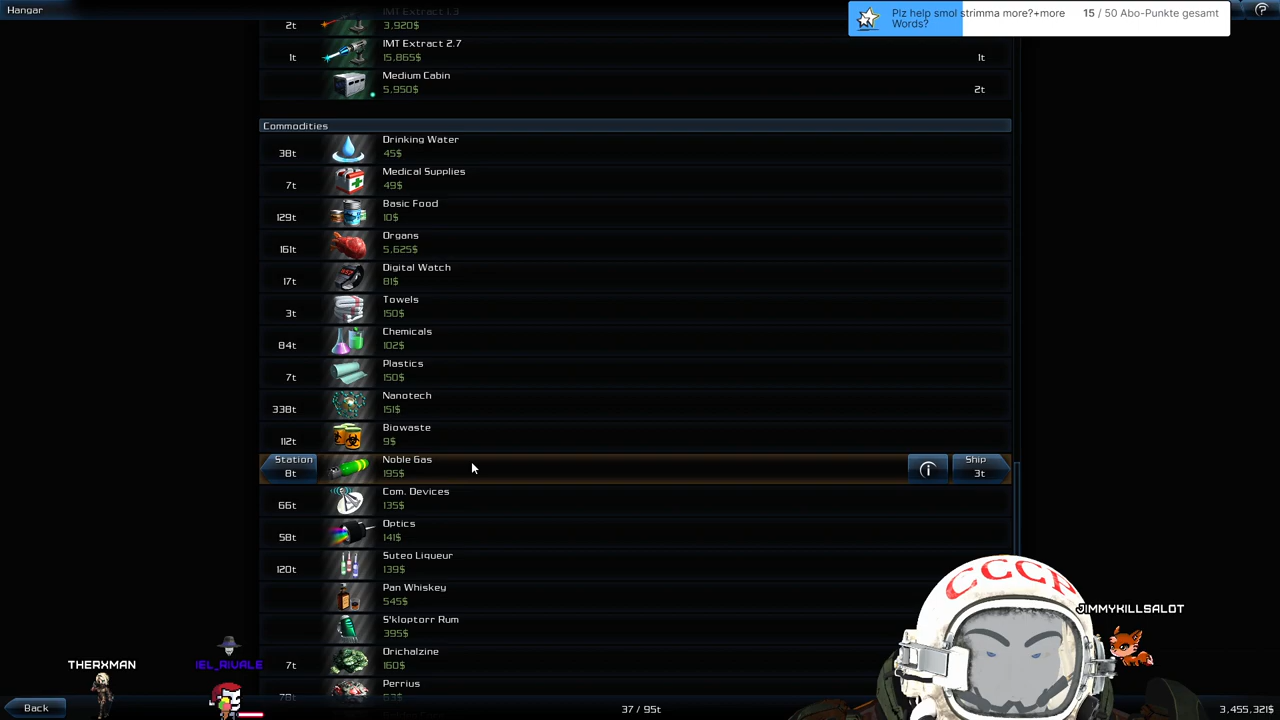 Hangar
Plz help smol strimma more?+more Words?
15 / 50 Abo-Punkte gesamt
IMT Extract 1.3
2t 3,920$
IMT Extract 2.7
1t 15,865$ 1t
Medium Cabin
5,950$ 2t
Commodities
Drinking Water
38t 45$
Medical Supplies
7t 49$
Basic Food
129t 10$
Organs
161t 5,625$
Digital Watch
17t 81$
Towels
3t 150$
Chemicals
84t 102$
Plastics
7t 150$
Nanotech
338t 151$
Biowaste
112t 9$
Station Noble Gas Ship
8t 195$ 3t
Com. Devices
66t 135$
Optics
58t 141$
Suteo Liqueur
120t 139$
Pan Whiskey
545$
S'kloptorr Rum
395$
Orichalzine
7t 160$
Perrius
CCCP
JIMMYKILLSALOT
THERXMAN
IEL_RIVALE
Back
37 / 95t
3,455,321$